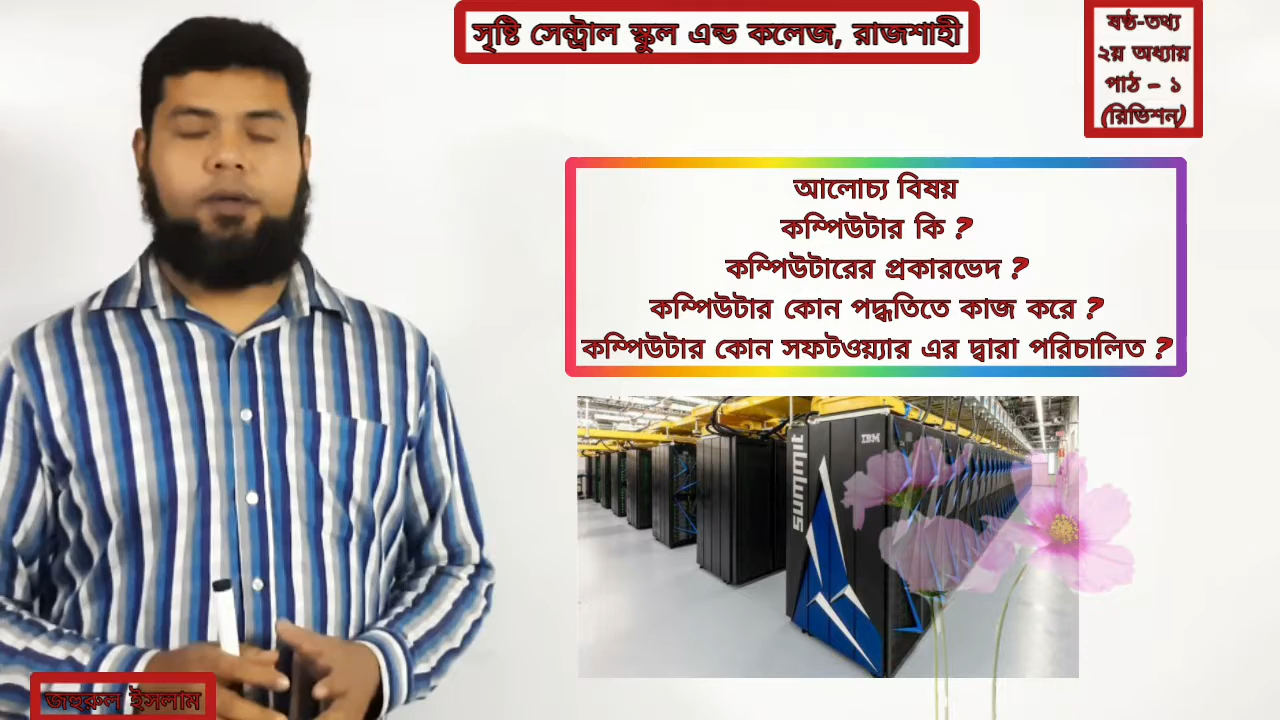 সৃষ্টি সেন্ট্রাল স্কুল এন্ড কলেজ, রাজশাহী
ষষ্ঠ-তথ্য
২য় অধ্যায়
পাঠ – ১
(রিভিশন)
আলোচ্য বিষয়
কম্পিউটার কি ?
কম্পিউটারের প্রকারভেদ ?
কম্পিউটার কোন পদ্ধতিতে কাজ করে ?
কম্পিউটার কোন সফটওয়্যার এর দ্বারা পরিচালিত ?
IBM
summit
জহুরুল ইসলাম